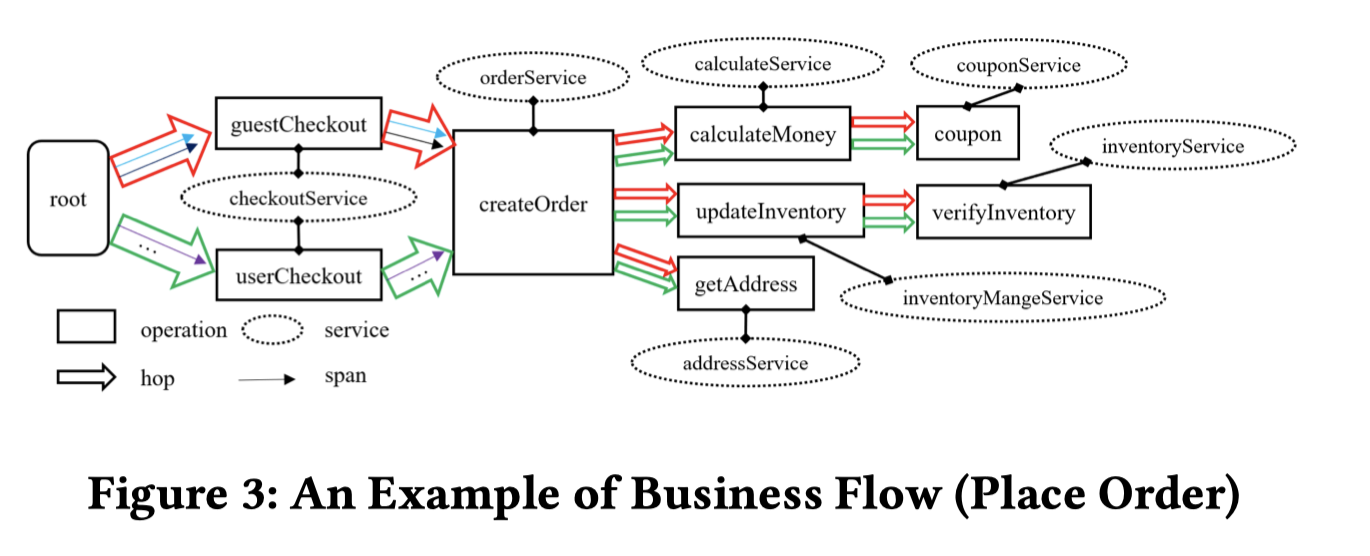 orderService
calculateService
couponService
guestCheckout
calculateMoney
coupon
inventoryService
root
checkoutService
createOrder
updateInventory
verifyInventory
userCheckout
getAddress
inventoryMangeService
operation
service
addressService
hop
span
Figure 3: An Example of Business Flow (Place Order)